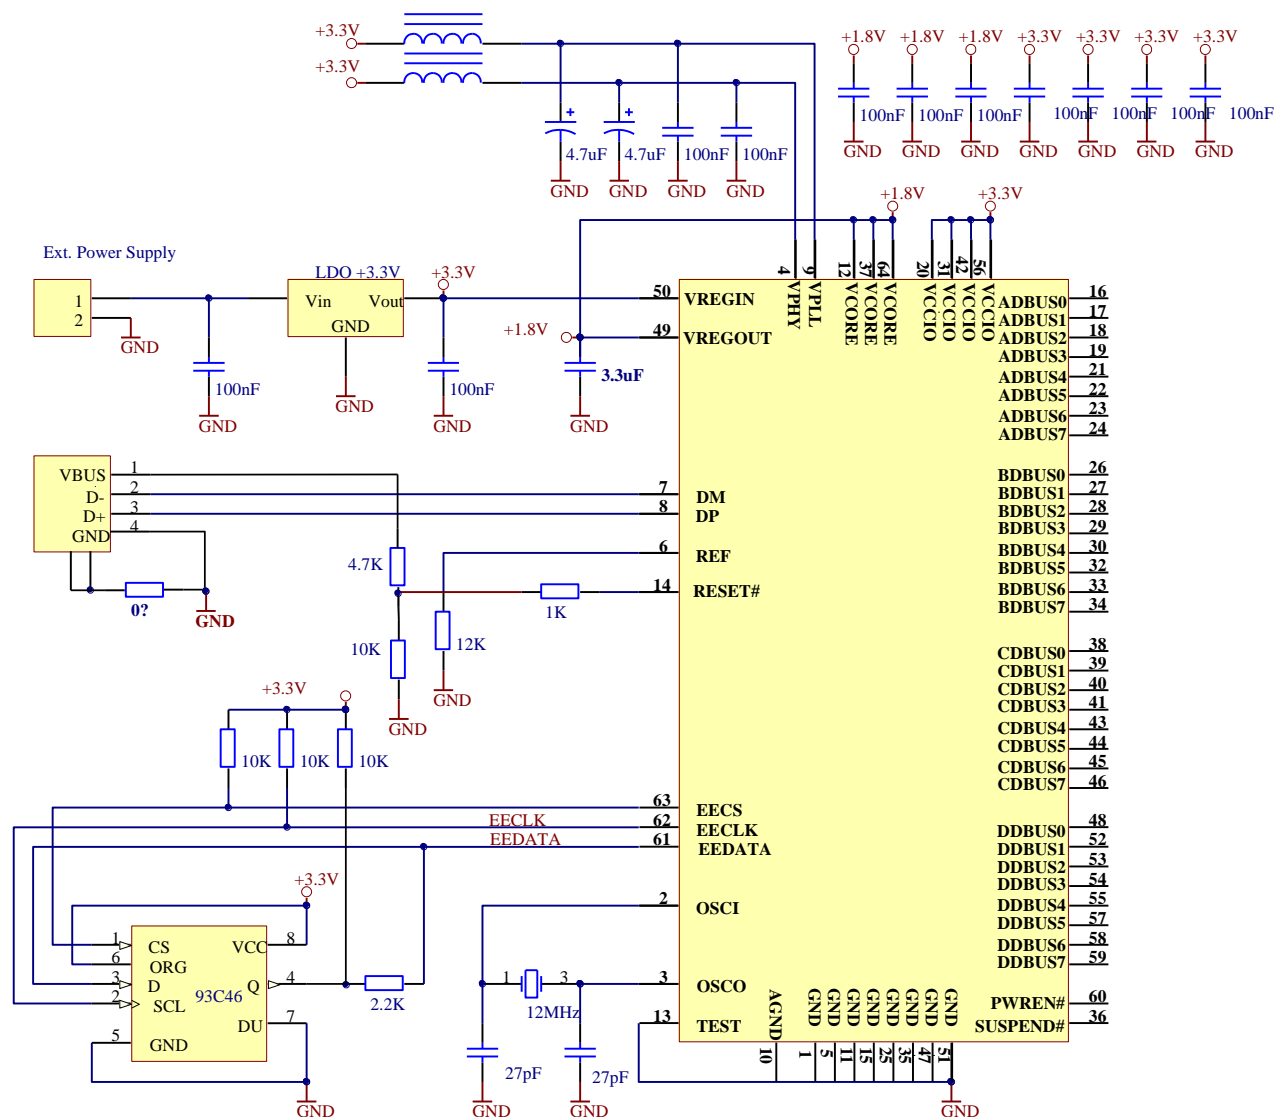 +3.3V
+3.3V
4.7uF
4.7uF
100nF
100nF
GND
GND
GND
GND
+1.8V
+1.8V
+1.8V
+3.3V
+3.3V
+3.3V
+3.3V
100nF
100nF
100nF
100nF
100nF
100nF
100nF
GND
GND
GND
GND
GND
GND
GND
+1.8V
+3.3V
Ext. Power Supply
1
2
GND
100nF
GND
LDO +3.3V
Vin
Vout
GND
GND
+3.3V
100nF
GND
+1.8V
3.3uF
GND
VBUS
D-
D+
GND
1
2
3
4
0?
GND
4.7K
10K
GND
1K
12K
GND
+3.3V
10K
10K
10K
EECLK
EEDATA
+3.3V
1
6
3
2
5
CS
ORG
D
SCL
GND
93C46
VCC
Q
DU
8
4
7
2.2K
GND
1
3
12MHz
27pF
27pF
GND
GND
50 VREGIN
49 VREGOUT
7 DM
8 DP
6 REF
14 RESET#
63 EECS
62 EECLK
61 EEDATA
2 OSCI
3 OSCO
13 TEST
4 VPHY
9 VPLL
12 VCORE
37 VCORE
64 VCORE
20 VCCIO
31 VCCIO
42 VCCIO
56 VCCIO
ADBUS0 16
ADBUS1 17
ADBUS2 18
ADBUS3 19
ADBUS4 21
ADBUS5 22
ADBUS6 23
ADBUS7 24
BDBUS0 26
BDBUS1 27
BDBUS2 28
BDBUS3 29
BDBUS4 30
BDBUS5 32
BDBUS6 33
BDBUS7 34
CDBUS0 38
CDBUS1 39
CDBUS2 40
CDBUS3 41
CDBUS4 43
CDBUS5 44
CDBUS6 45
CDBUS7 46
DDBUS0 48
DDBUS1 52
DDBUS2 53
DDBUS3 54
DDBUS4 55
DDBUS5 57
DDBUS6 58
DDBUS7 59
PWREN# 60
SUSPEND# 36
AGND 10
GND 1
GND 5
GND 11
GND 15
GND 25
GND 35
GND 47
GND 51
GND